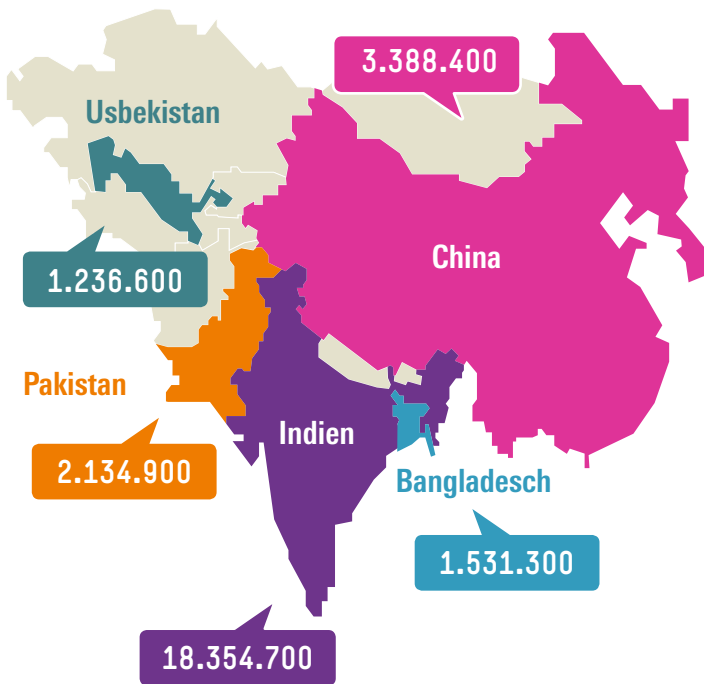 3.388.400
Usbekistan
China
1.236.600
Pakistan
Indien
2.134.900
Bangladesch
1.531.300
18.354.700